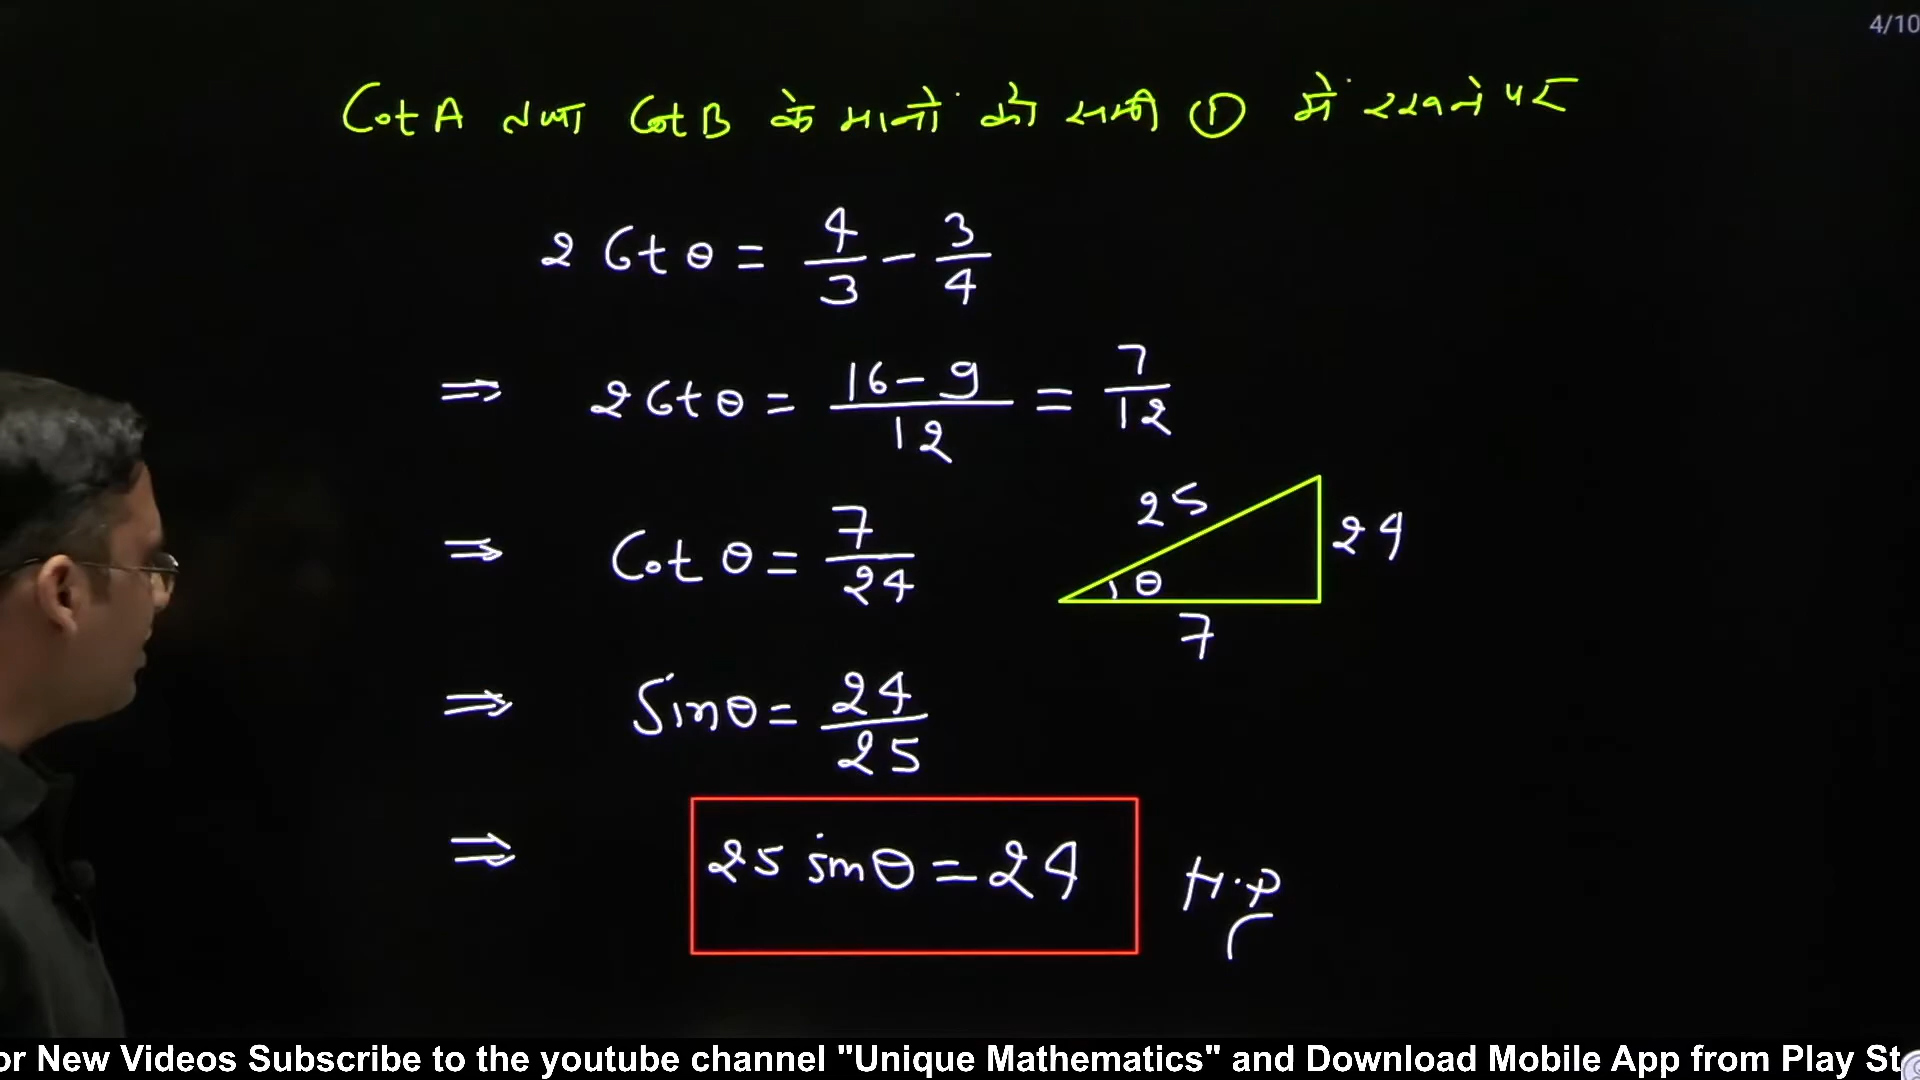 4/10
Cot A तथा Cot B के मानों को समी ① में रखने पर
2 Cot θ = 4/3 - 3/4
⇒ 2 Cot θ = 16-9/12 = 7/12
25
24
θ
7
⇒ Cot θ = 7/24
⇒ Sinθ = 24/25
⇒ 25 sinθ = 24 H.P
or New Videos Subscribe to the youtube channel "Unique Mathematics" and Download Mobile App from Play St